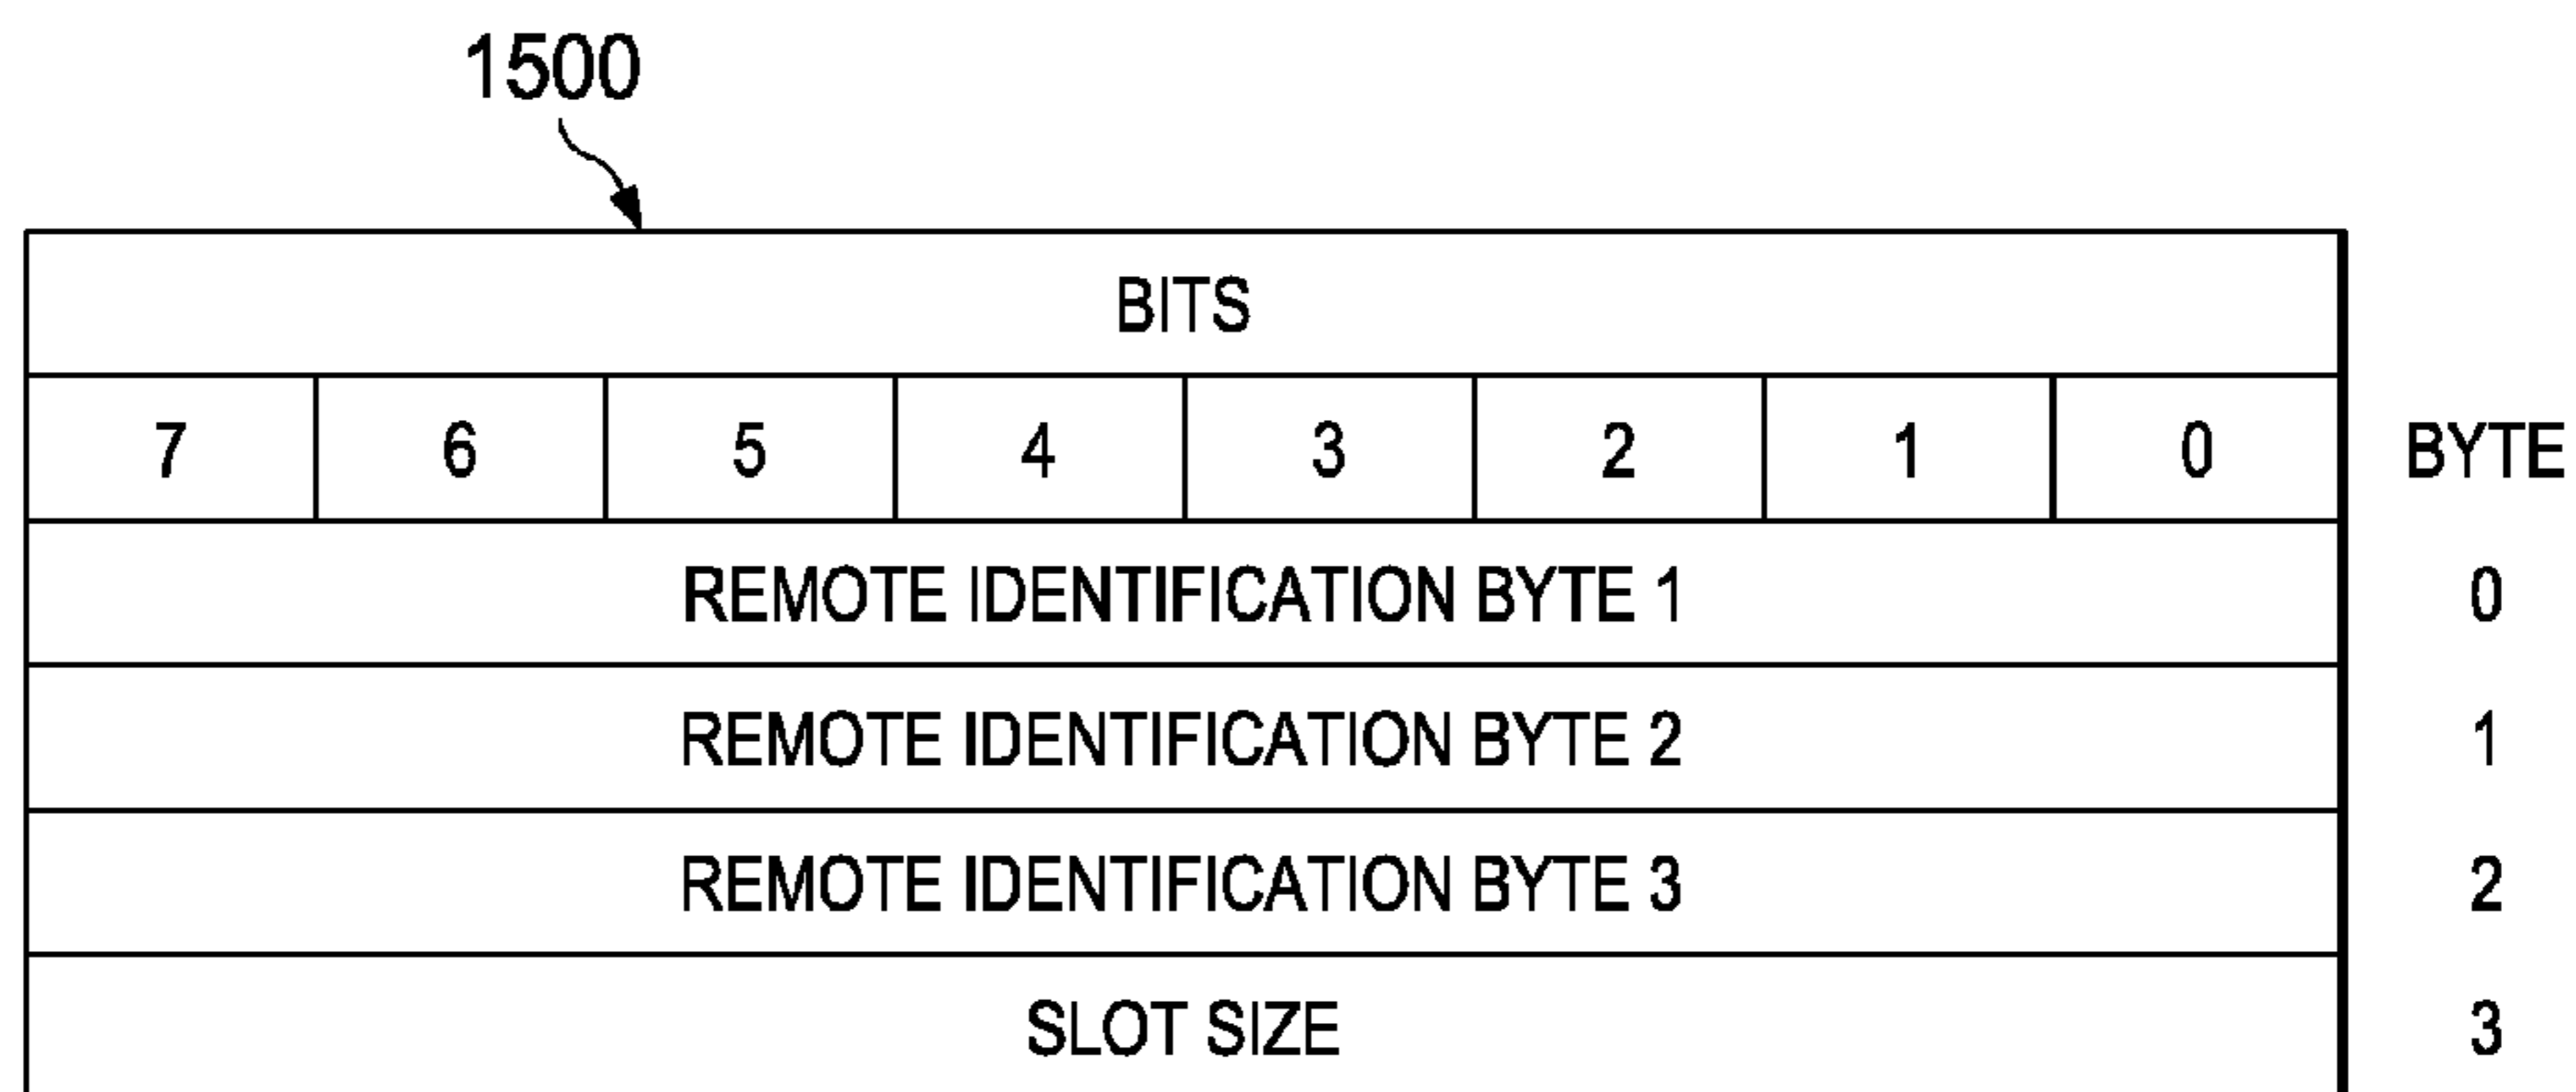 1500
BITS
7 6 5 4 3 2 1 0 BYTE
REMOTE IDENTIFICATION BYTE 1 0
REMOTE IDENTIFICATION BYTE 2 1
REMOTE IDENTIFICATION BYTE 3 2
SLOT SIZE 3